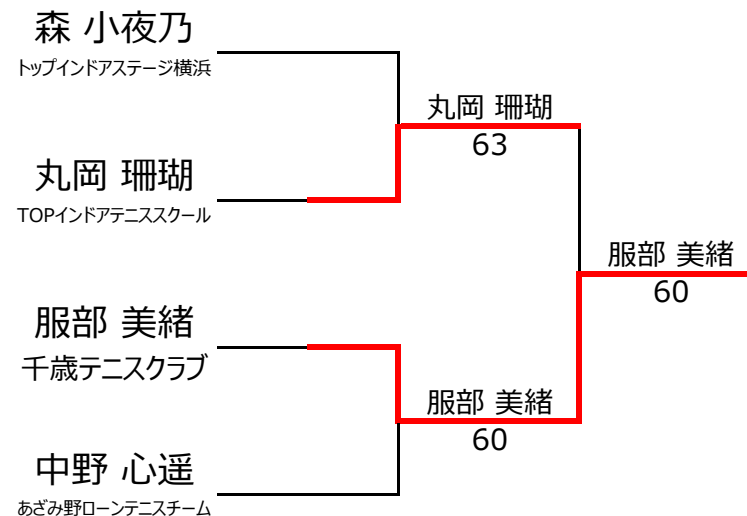 森 小夜乃
トップインドアステージ横浜
丸岡 珊瑚
63
丸岡 珊瑚
TOPインドアテニススクール
服部 美緒
60
服部 美緒
千歳テニスクラブ
服部 美緒
60
中野 心遥
あざみ野ローンテニスチーム